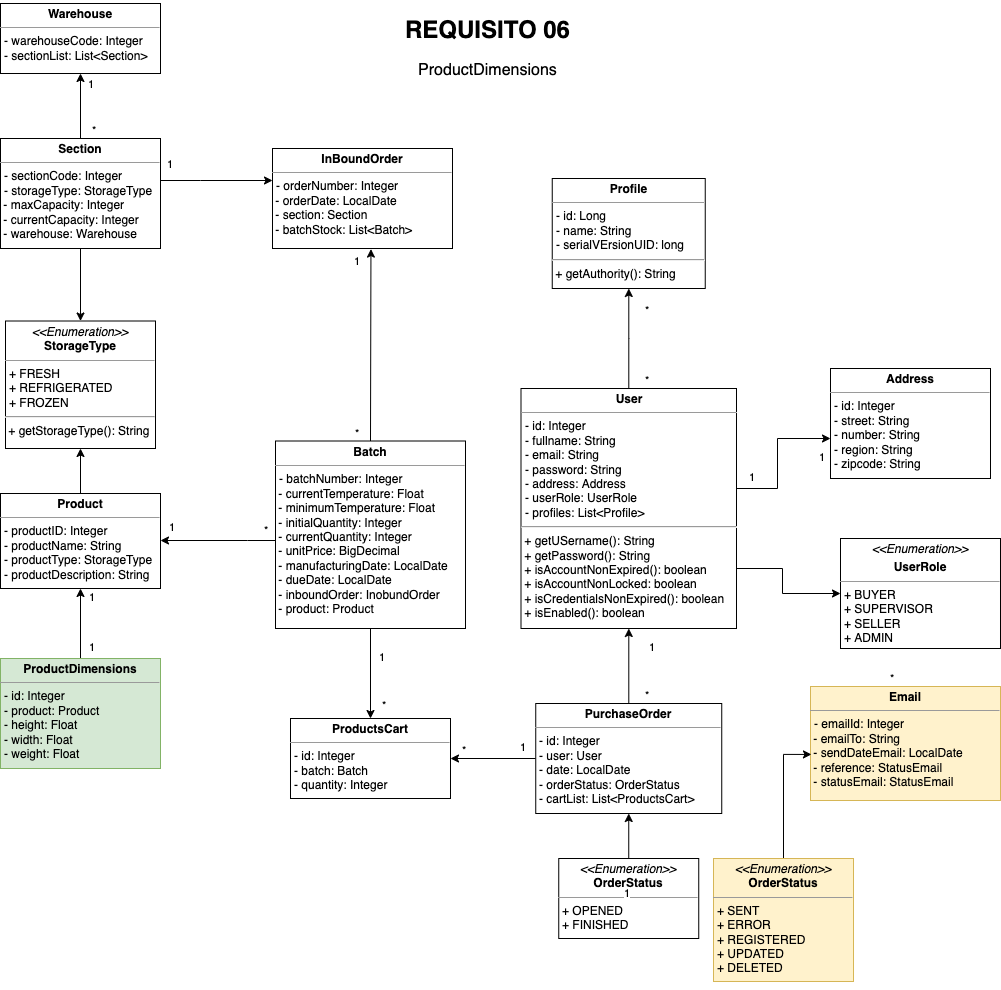 REQUISITO 06
ProductDimensions
Warehouse
- warehouseCode: Integer
- sectionList: List<Section>
1
*
Section
- sectionCode: Integer
- storageType: StorageType
- maxCapacity: Integer
- currentCapacity: Integer
- warehouse: Warehouse
1
InBoundOrder
- orderNumber: Integer
- orderDate: LocalDate
- section: Section
- batchStock: List<Batch>
1
*
Profile
- id: Long
- name: String
- serialVErsionUID: long
+ getAuthority(): String
*
*
<<Enumeration>>
StorageType
+ FRESH
+ REFRIGERATED
+ FROZEN
+ getStorageType(): String
User
- id: Integer
- fullname: String
- email: String
- password: String
- address: Address
- userRole: UserRole
- profiles: List<Profile>
+ getUSername(): String
+ getPassword(): String
+ isAccountNonExpired(): boolean
+ isAccountNonLocked: boolean
+ isCredentialsNonExpired(): boolean
+ isEnabled(): boolean
1
1
Address
- id: Integer
- street: String
- number: String
- region: String
- zipcode: String
Batch
- batchNumber: Integer
- currentTemperature: Float
- minimumTemperature: Float
- initialQuantity: Integer
- currentQuantity: Integer
- unitPrice: BigDecimal
- manufacturingDate: LocalDate
- dueDate: LocalDate
- inboundOrder: InobundOrder
- product: Product
Product
- productID: Integer
- productName: String
- productType: StorageType
- productDescription: String
1
*
1
1
<<Enumeration>>
UserRole
+ BUYER
+ SUPERVISOR
+ SELLER
+ ADMIN
ProductDimensions
- id: Integer
- product: Product
- height: Float
- width: Float
- weight: Float
1
*
ProductsCart
- id: Integer
- batch: Batch
- quantity: Integer
*
1
1
*
PurchaseOrder
- id: Integer
- user: User
- date: LocalDate
- orderStatus: OrderStatus
- cartList: List<ProductsCart>
*
Email
- emailId: Integer
- emailTo: String
- sendDateEmail: LocalDate
- reference: StatusEmail
- statusEmail: StatusEmail
<<Enumeration>>
OrderStatus
1
+ OPENED
+ FINISHED
<<Enumeration>>
OrderStatus
+ SENT
+ ERROR
+ REGISTERED
+ UPDATED
+ DELETED